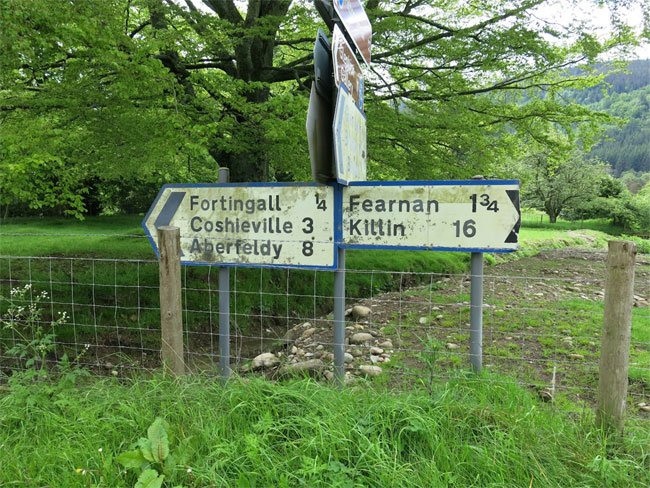 Fortingall ¼
Coshieville 3
Aberfeldy 8
Fearnan 1¾
Killin 16